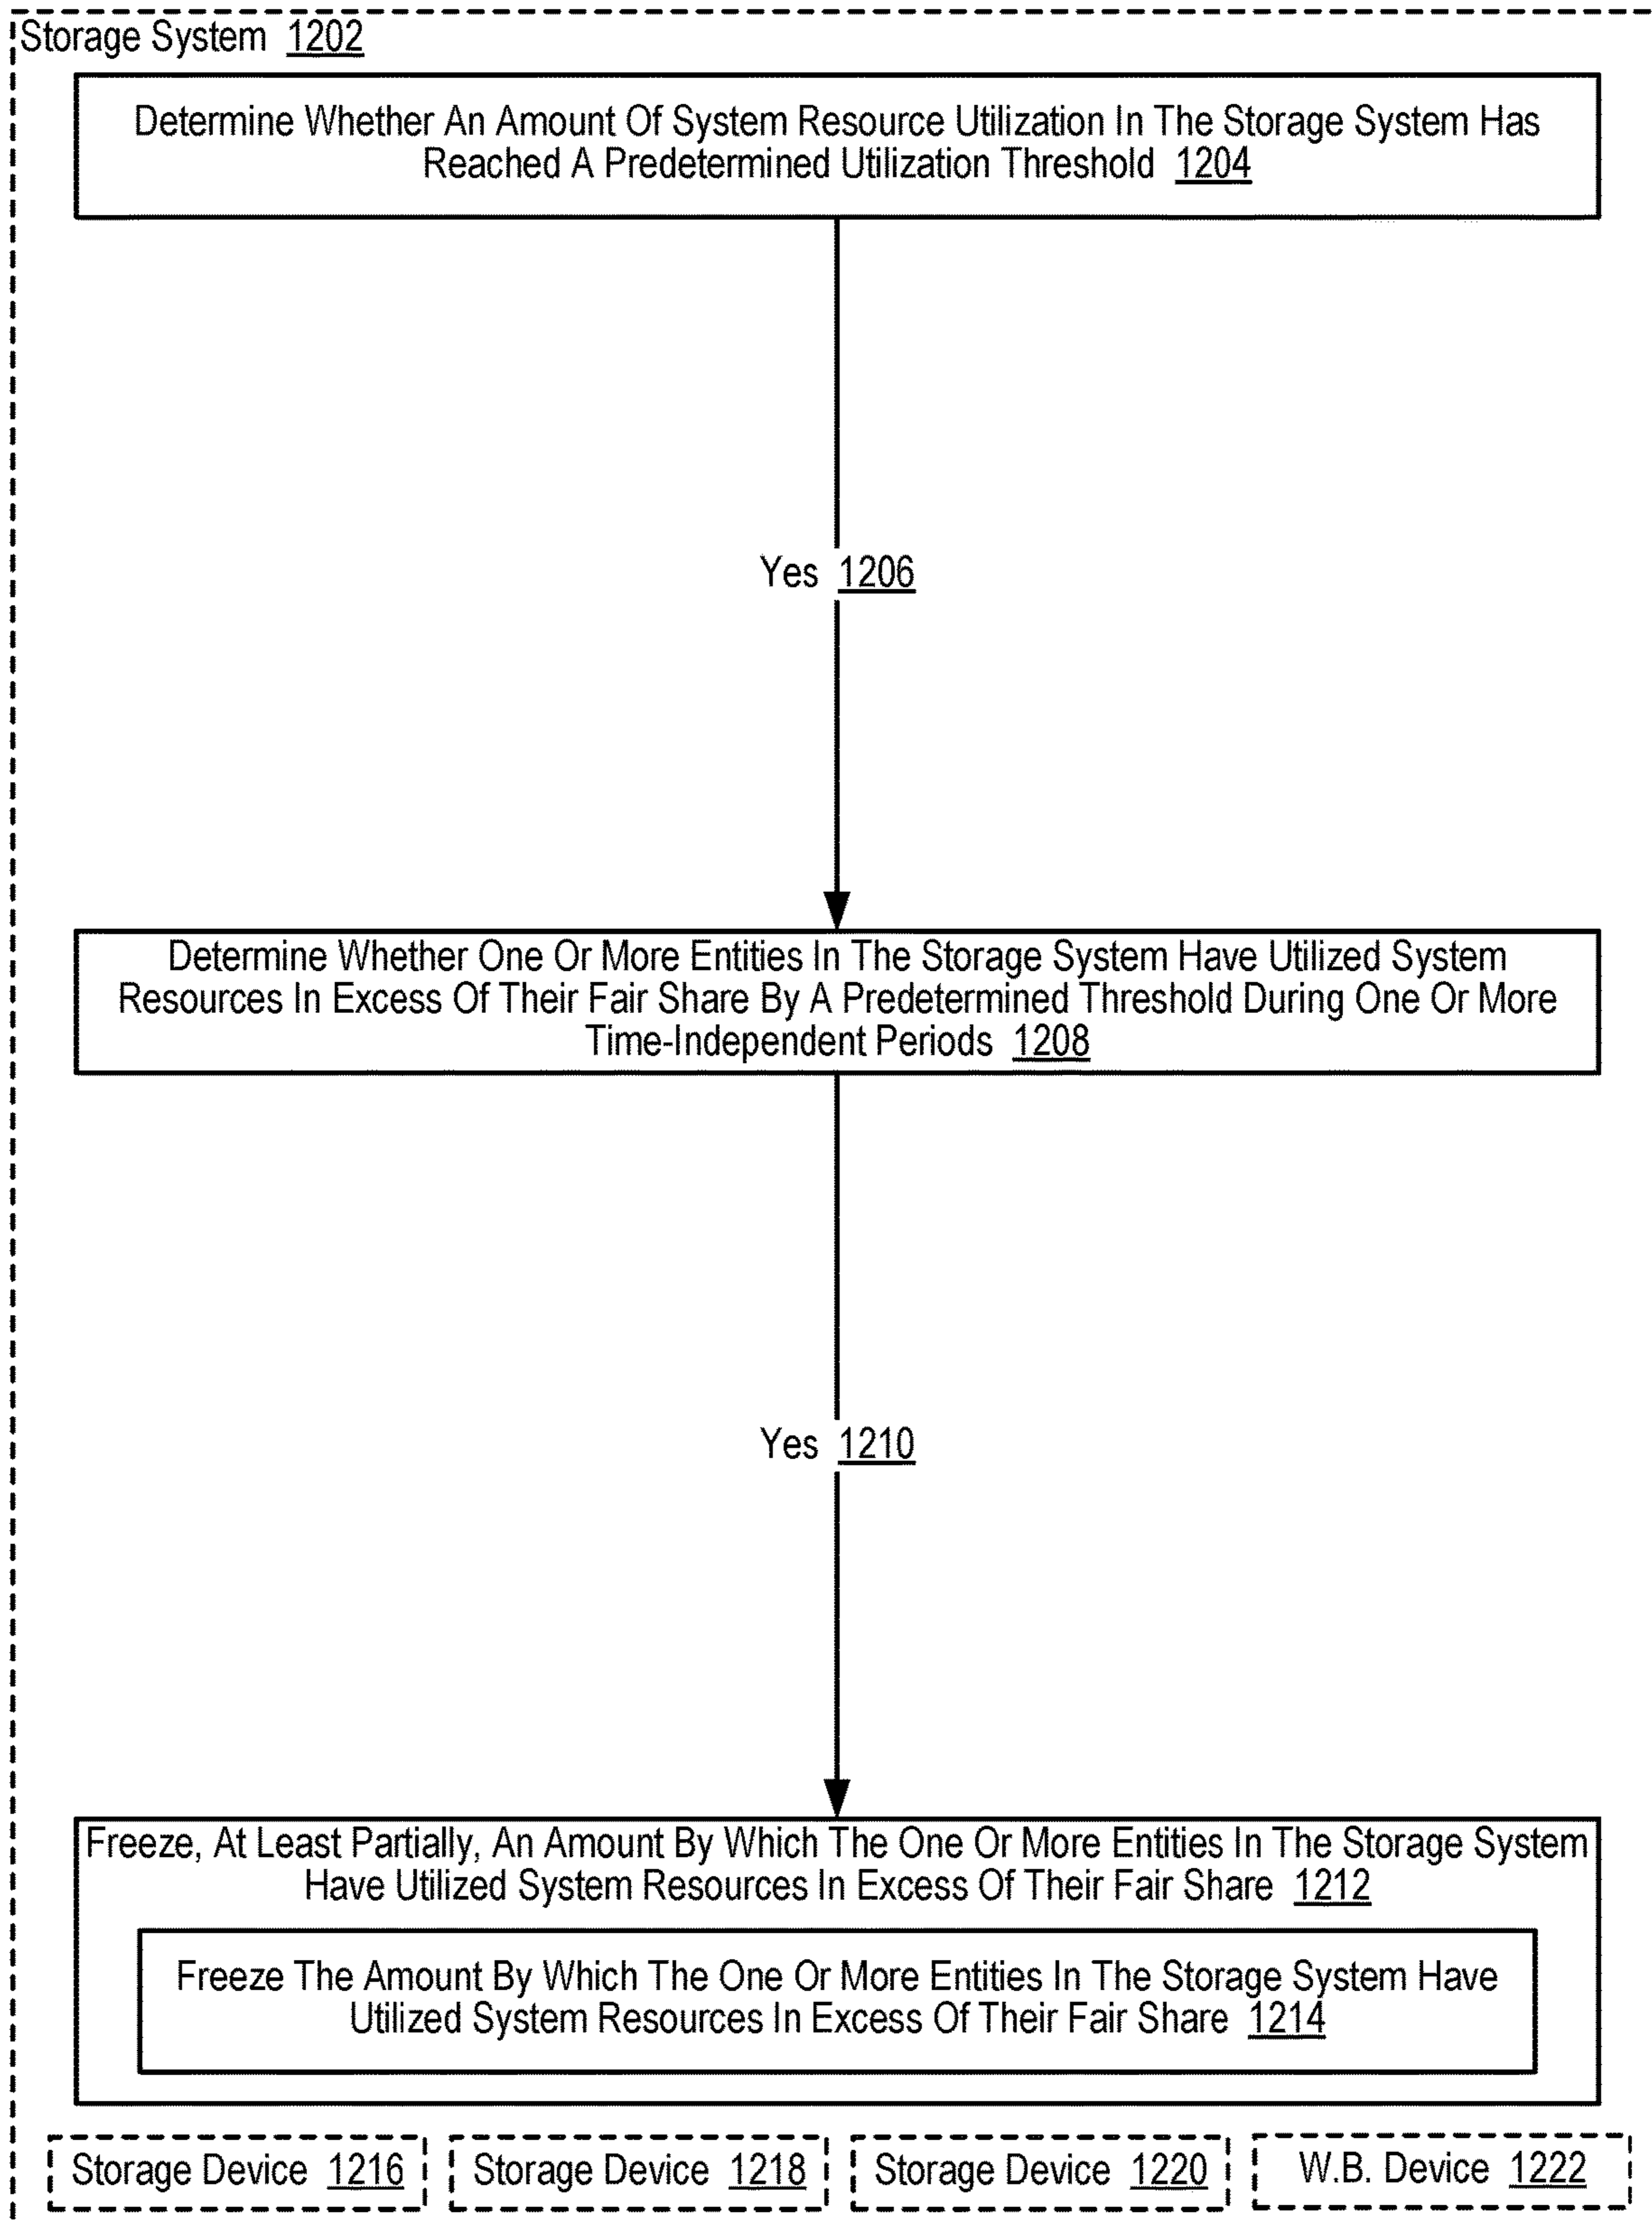 Storage System 1202
Determine Whether An Amount Of System Resource Utilization In The Storage System Has
Reached A Predetermined Utilization Threshold 1204
Yes 1206
Determine Whether One Or More Entities In The Storage System Have Utilized System
Resources In Excess Of Their Fair Share By A Predetermined Threshold During One Or More
Time-Independent Periods 1208
Yes 1210
Freeze, At Least Partially, An Amount By Which The One Or More Entities In The Storage System
Have Utilized System Resources In Excess Of Their Fair Share 1212
Freeze The Amount By Which The One Or More Entities In The Storage System Have
Utilized System Resources In Excess Of Their Fair Share 1214
Storage Device 1216
Storage Device 1218
Storage Device 1220
W.B. Device 1222